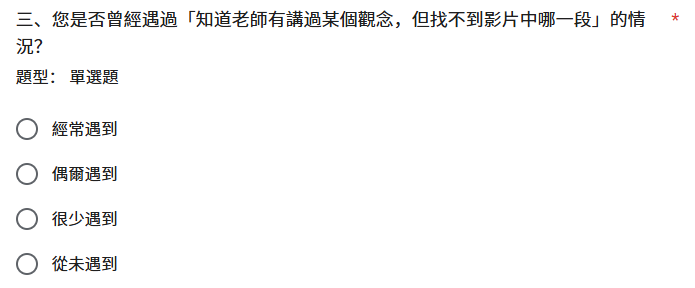 三、您是否曾經遇過「知道老師有講過某個觀念，但找不到影片中哪一段」的情 *
況？
題型： 單選題
經常遇到
偶爾遇到
很少遇到
從未遇到